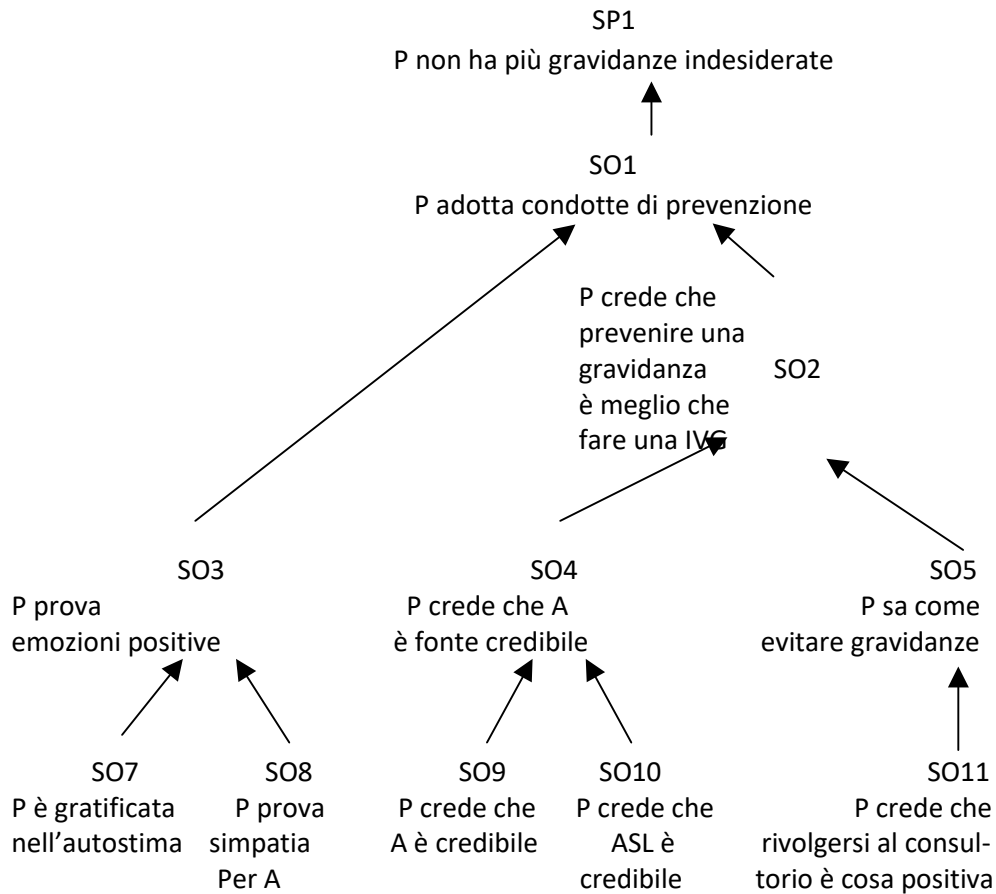 SP1
P non ha più gravidanze indesiderate
SO1
P adotta condotte di prevenzione
P crede che
prevenire una
gravidanza SO2
è meglio che
fare una IVG
SO3 SO4 SO5
P prova P crede che A P sa come
emozioni positive è fonte credibile evitare gravidanze
SO7 SO8 SO9 SO10 SO11
P è gratificata P prova P crede che P crede che P crede che
nell’autostima simpatia A è credibile ASL è rivolgersi al consul-
Per A credibile torio è cosa positiva